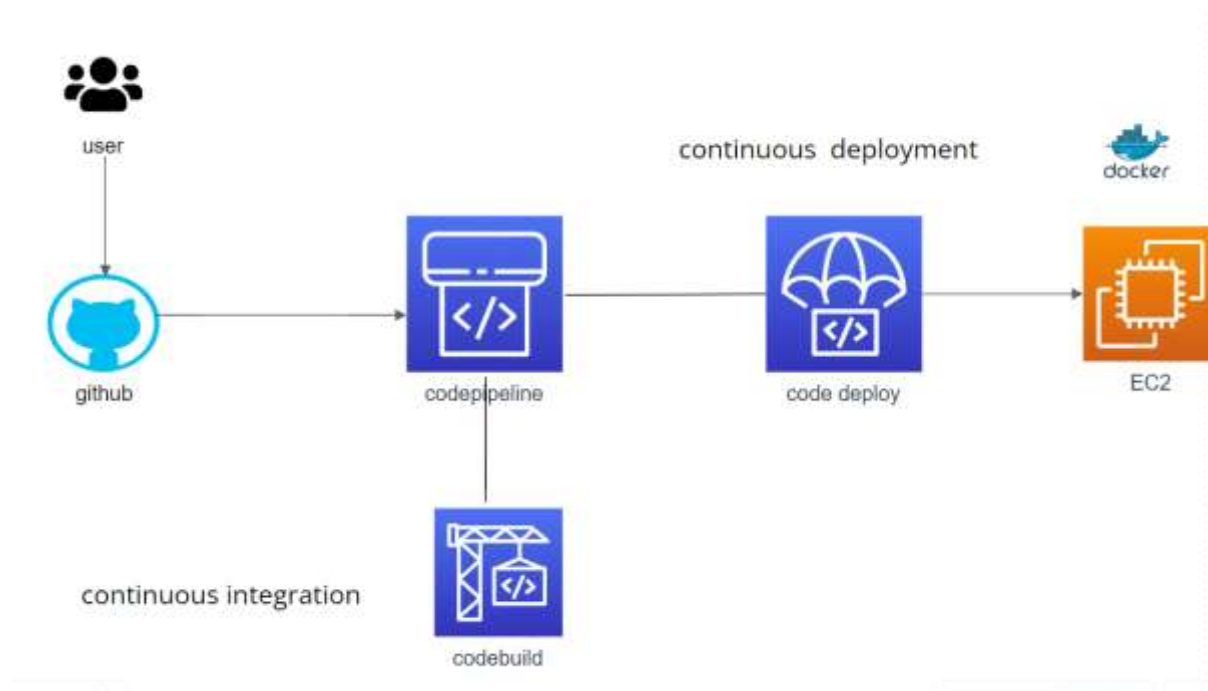 user
continuous deployment
docker
github
codepipeline
code deploy
EC2
continuous integration
codebuild